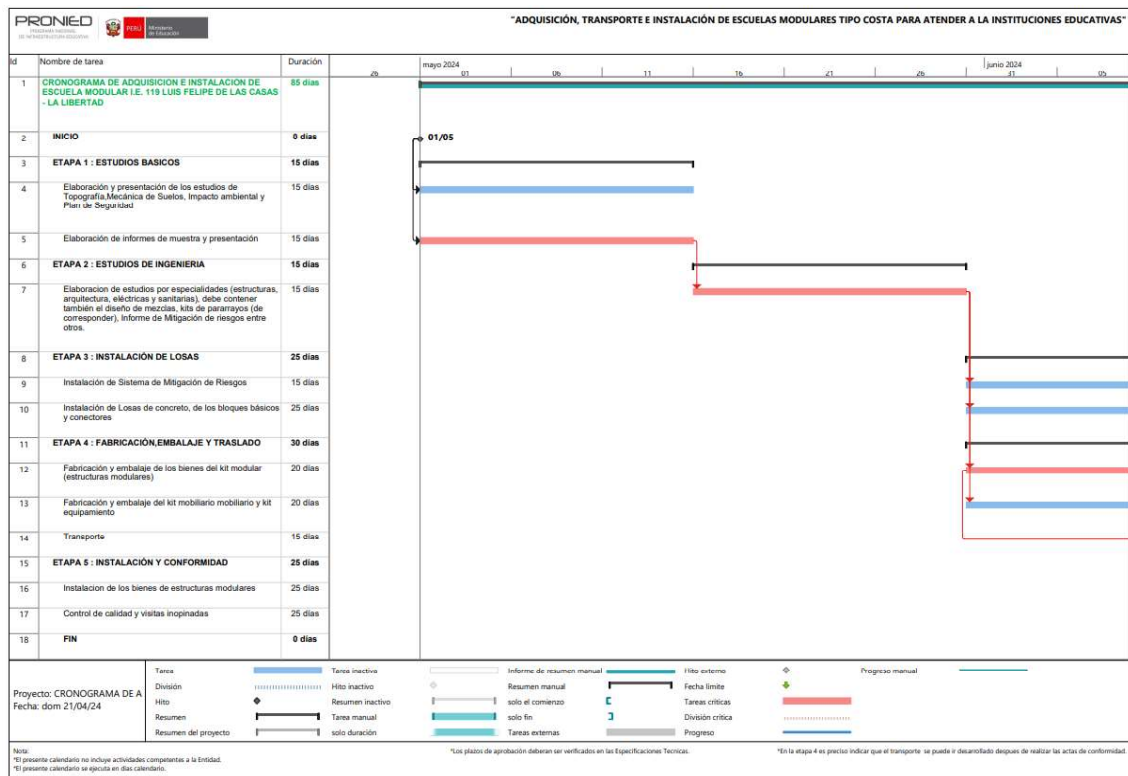 PRONIED
PROGRAMA NACIONAL
DE INFRAESTRUCTURA EDUCATIVA
PERÚ
Ministerio
de Educación
"ADQUISICIÓN, TRANSPORTE E INSTALACIÓN DE ESCUELAS MODULARES TIPO COSTA PARA ATENDER A LA INSTITUCIONES EDUCATIVAS"
Id Nombre de tarea Duración mayo 2024 junio 2024
26 01 06 11 16 21 26 31 05
1 CRONOGRAMA DE ADQUISICION E INSTALACION DE 85 días
ESCUELA MODULAR I.E. 119 LUIS FELIPE DE LAS CASAS
- LA LIBERTAD
2 INICIO 0 días 01/05
3 ETAPA 1 : ESTUDIOS BASICOS 15 días
4 Elaboración y presentación de los estudios de 15 días
Topografía,Mecánica de Suelos, Impacto ambiental y
Plan de Seguridad
5 Elaboración de informes de muestra y presentación 15 días
6 ETAPA 2 : ESTUDIOS DE INGENIERIA 15 días
7 Elaboracion de estudios por especialidades (estructuras, 15 días
arquitectura, eléctricas y sanitarias), debe contener
también el diseño de mezclas, kits de pararrayos (de
corresponder), Informe de Mitigación de riesgos entre
otros.
8 ETAPA 3 : INSTALACIÓN DE LOSAS 25 días
9 Instalación de Sistema de Mitigación de Riesgos 15 días
10 Instalación de Losas de concreto, de los bloques básicos 25 días
y conectores
11 ETAPA 4 : FABRICACIÓN,EMBALAJE Y TRASLADO 30 días
12 Fabricación y embalaje de los bienes del kit modular 20 días
(estructuras modulares)
13 Fabricación y embalaje del kit mobiliario mobiliario y kit 20 días
equipamiento
14 Transporte 15 días
15 ETAPA 5 : INSTALACIÓN Y CONFORMIDAD 25 días
16 Instalacion de los bienes de estructuras modulares 25 días
17 Control de calidad y visitas inopinadas 25 días
18 FIN 0 días
Proyecto: CRONOGRAMA DE A
Fecha: dom 21/04/24
Tarea Tarea inactiva Informe de resumen manual Hito externo Progreso manual
División Hito inactivo Resumen manual Fecha límite
Hito Resumen inactivo solo el comienzo Tareas críticas
Resumen Tarea manual solo fin División crítica
Resumen del proyecto solo duración Tareas externas Progreso
Nota:
*El presente calendario no incluye actividades competentes a la Entidad.
*El presente calendario se ejecuta en días calendario.
*Los plazos de aprobación deberan ser verificados en las Especificaciones Tecnicas.
*En la etapa 4 es preciso indicar que el transporte se puede ir desarrollado despues de realizar las actas de conformidad.